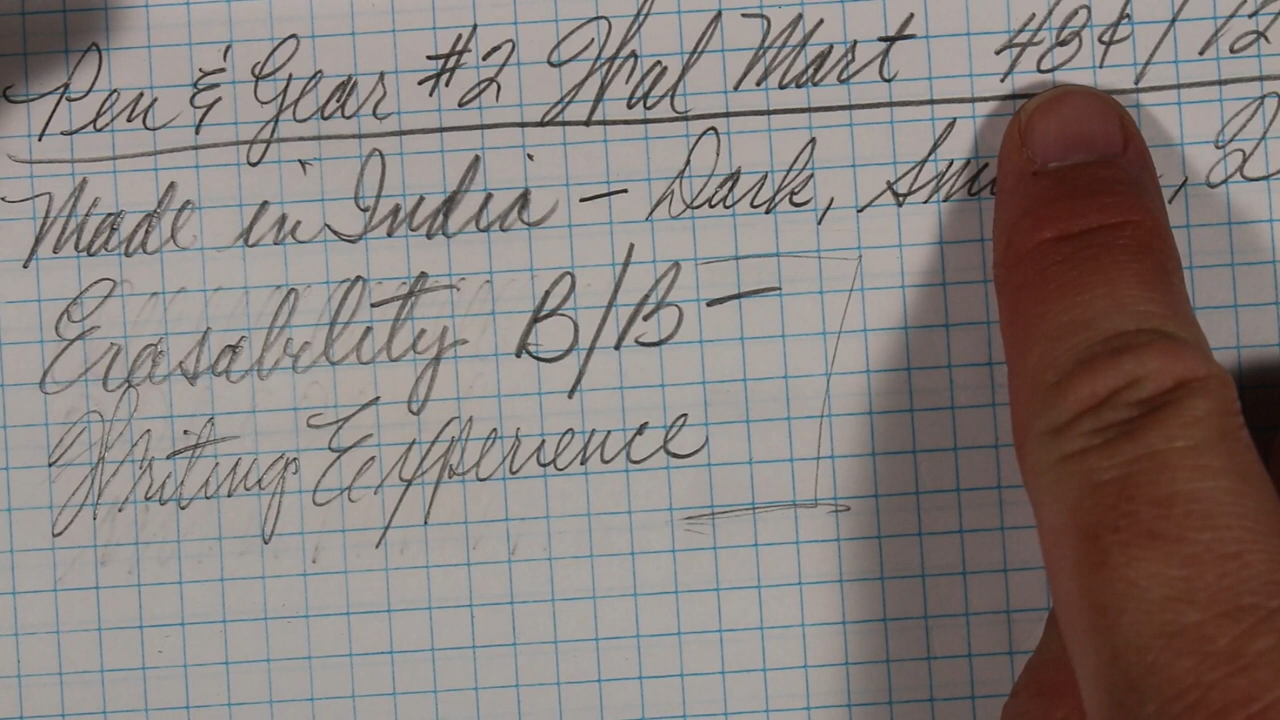 Pen & Gear #2 Wal Mart 48¢ / 12
Made in India - Dark,
Erasability B/B-
Writing Experience